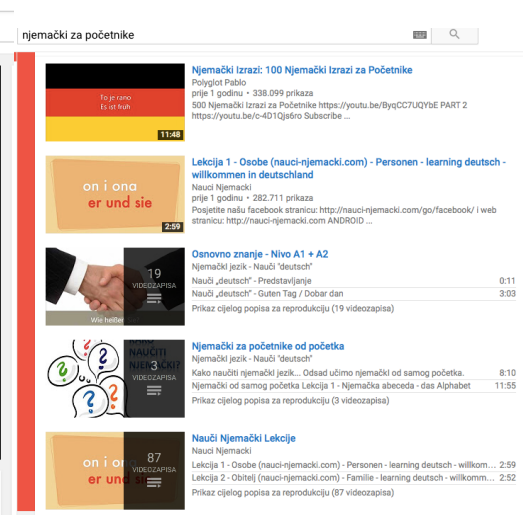 njemački za početnike
To je rano
Es ist früh
11:48
Njemački Izrazi: 100 Njemački Izrazi za Početnike
Polyglot Pablo
prije 1 godinu • 338.099 prikaza
500 Njemački Izrazi za Početnike https://youtu.be/ByqCC7UQYbE PART 2
https://youtu.be/c-4D1Qjs6ro Subscribe ...
on i ona
er und sie
2:59
Lekcija 1 - Osobe (nauci-njemacki.com) - Personen - learning deutsch -
willkommen in deutschland
Nauci Njemacki
prije 1 godinu • 282.711 prikaza
Posjetite našu facebook stranicu: http://nauci-njemacki.com/go/facebook/ i web
stranicu: http://nauci-njemacki.com ANDROID ...
19
VIDEOZAPISA
Wie heißen
Osnovno znanje - Nivo A1 + A2
Njemački jezik - Nauči "deutsch"
Nauči „deutsch" - Predstavljanje 0:11
Nauči „deutsch" - Guten Tag / Dobar dan 3:03
Prikaz cijelog popisa za reprodukciju (19 videozapisa)
KAKO
NAUČITI
NJEMAČKI
3
VIDEOZAPISA
Njemački za početnike od početka
Njemački jezik - Nauči "deutsch"
Kako naučiti njemački jezik... Odsad učimo njemački od samog početka. 8:10
Njemački od samog početka Lekcija 1 - Njemačka abeceda - das Alphabet 11:55
Prikaz cijelog popisa za reprodukciju (3 videozapisa)
on i on
er und
87
VIDEOZAPISA
Nauči Njemački Lekcije
Nauci Njemacki
Lekcija 1 - Osobe (nauci-njemacki.com) - Personen - learning deutsch - willkom... 2:59
Lekcija 2 - Obitelj (nauci-njemacki.com) - Familie - learning deutsch - willkomm... 2:52
Prikaz cijelog popisa za reprodukciju (87 videozapisa)